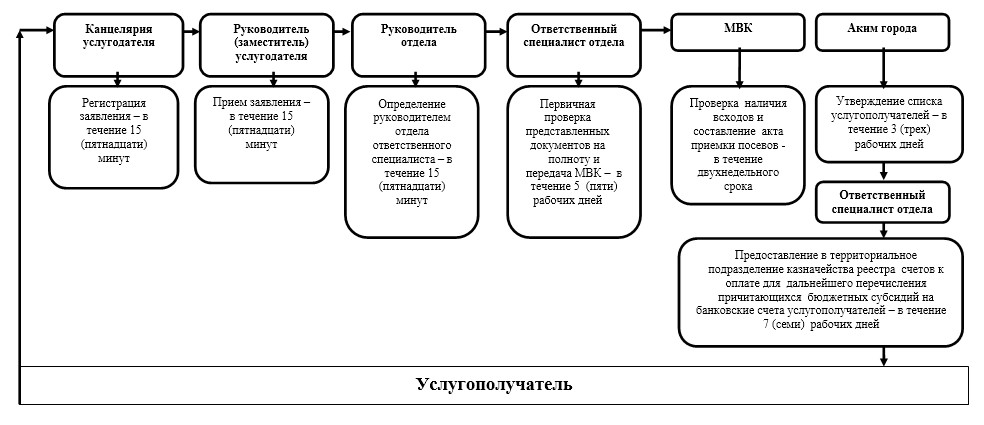 Канцелярия
услугодателя
Руководитель
(заместитель)
услугодателя
Руководитель
отдела
Ответственный
специалист отдела
МВК
Аким города
Регистрация
заявления – в
течение 15
(пятнадцати)
минут
Прием заявления –
в течение 15
(пятнадцати)
минут
Определение
руководителем
отдела
ответственного
специалиста – в
течение 15
(пятнадцати)
минут
Первичная
проверка
представленных
документов на
полноту и
передача МВК – в
течение 5 (пяти)
рабочих дней
Проверка наличия
всходов и
составление акта
приемки посевов -
в течение
двухнедельного
срока
Утверждение списка
услугополучателей – в
течение 3 (трех)
рабочих дней
Ответственный
специалист отдела
Предоставление в территориальное
подразделение казначейства реестра счетов к
оплате для дальнейшего перечисления
причитающихся бюджетных субсидий на
банковские счета услугополучателей – в течение
7 (семи) рабочих дней
Услугополучатель